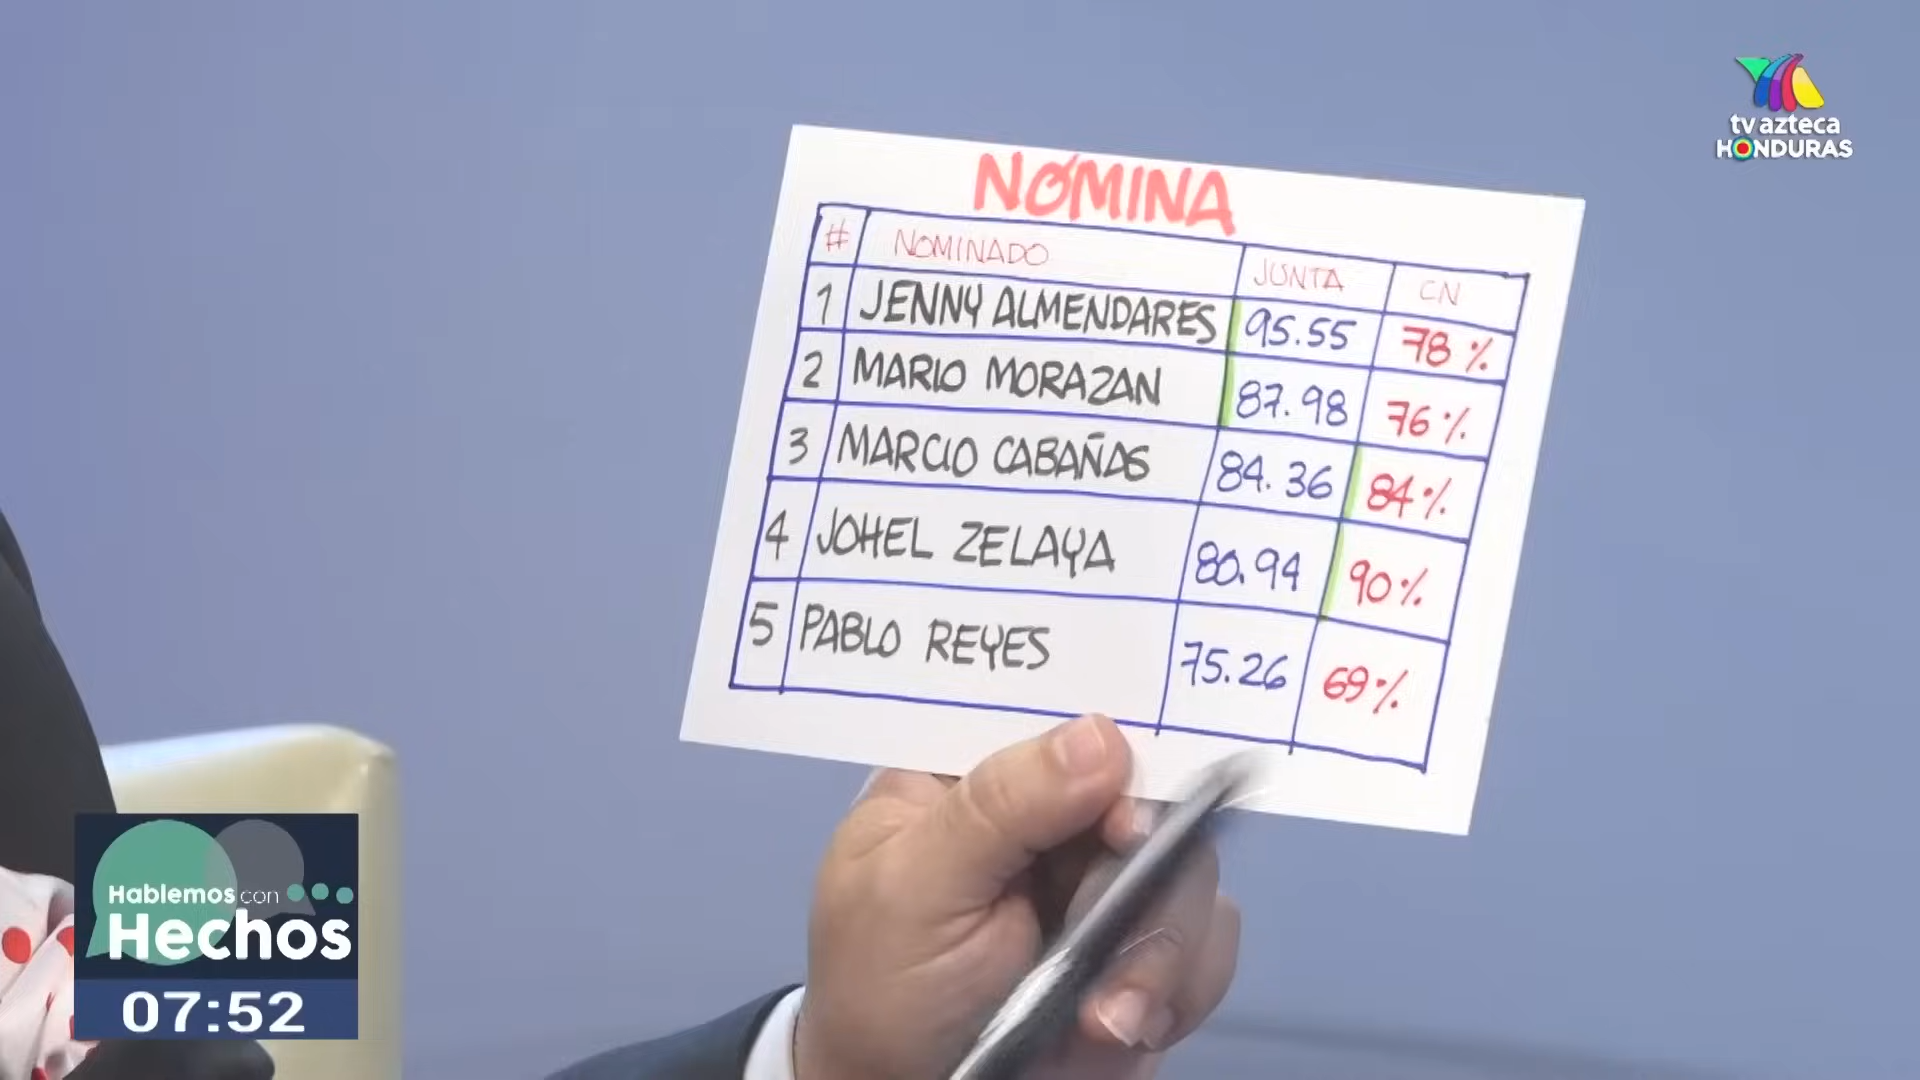 tv azteca
HONDURAS
NÓMINA
# NOMINADO JUNTA CN
1 JENNY ALMENDARES 95.55 78%
2 MARIO MORAZAN 87.98 76%
3 MARCIO CABAÑAS 84.36 84%
4 JOHEL ZELAYA 80.94 90%
5 PABLO REYES 75.26 69%
Hablemos con
Hechos
07:52